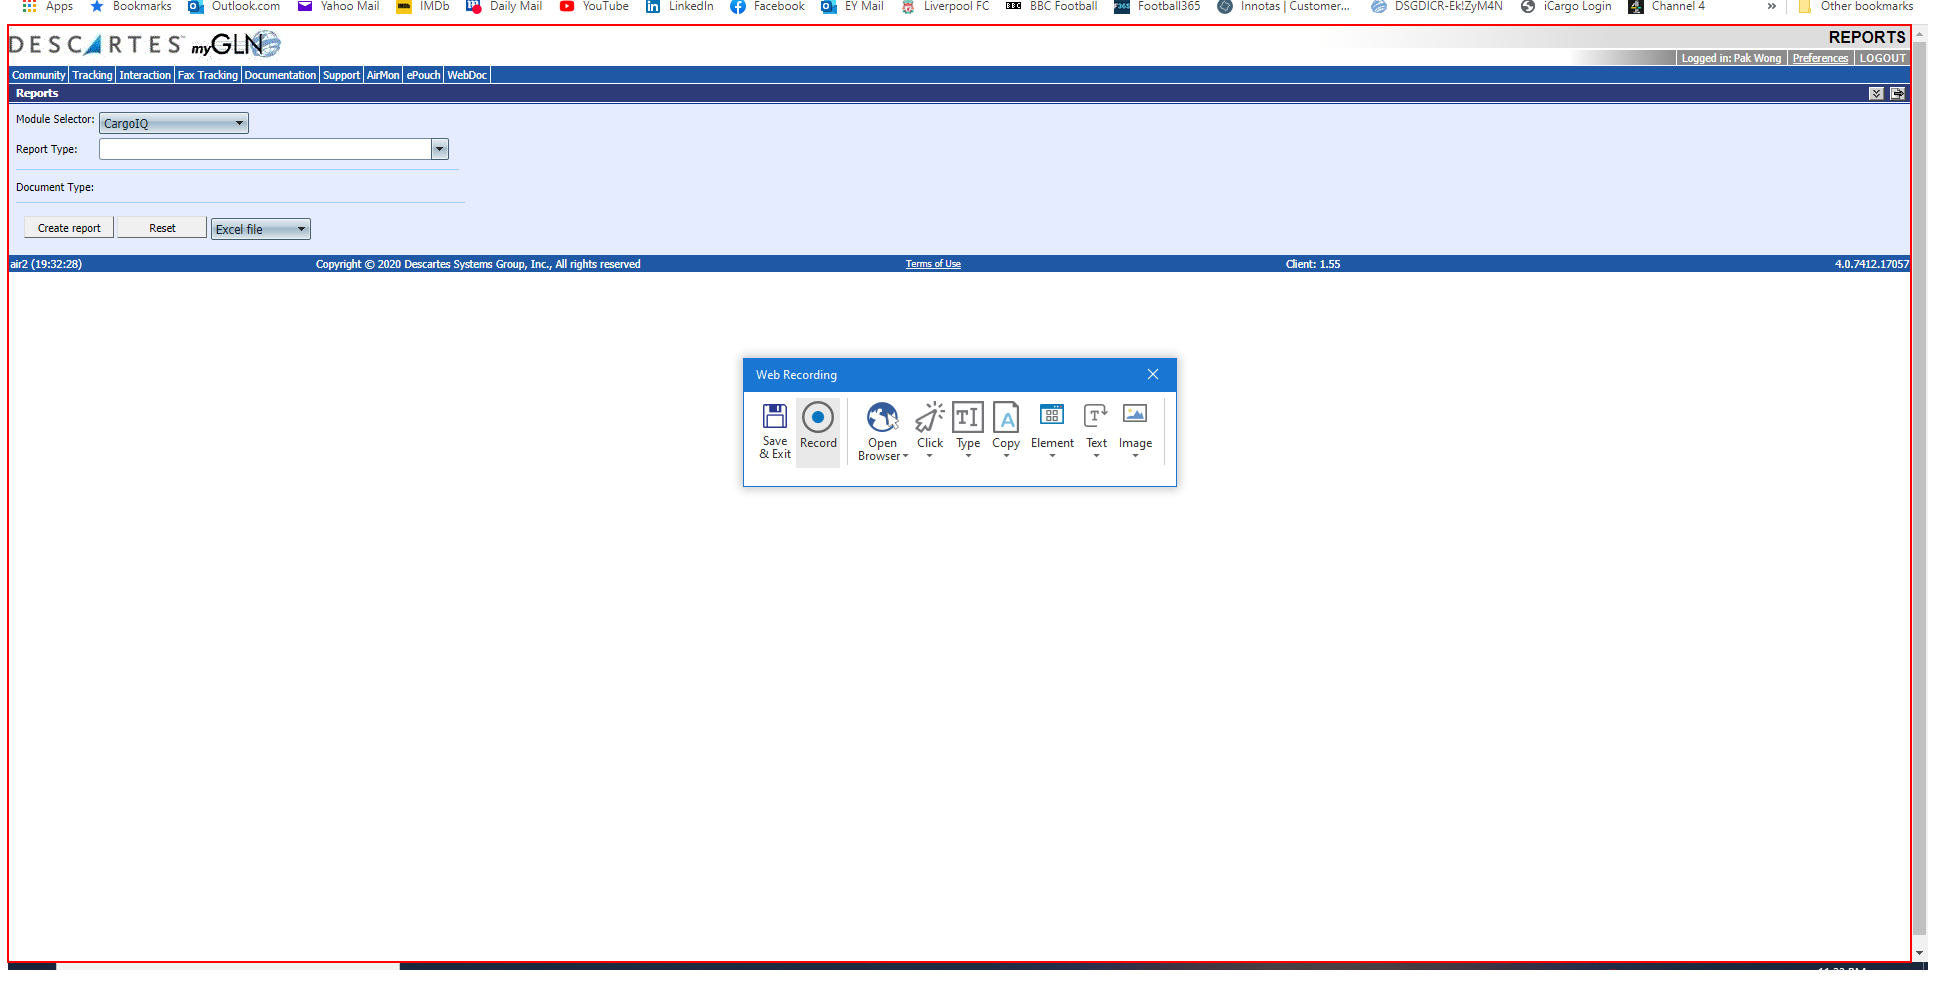 Apps Bookmarks Outlook.com Yahoo Mail IMDb Daily Mail YouTube LinkedIn Facebook EY Mail Liverpool FC BBC Football Football365 Innotas | Customer... DSGDICR-Ek!ZyM4N iCargo Login Channel 4 » Other bookmarks
DESCARTES™ myGLN
REPORTS
Logged in: Pak Wong Preferences LOGOUT
Community Tracking Interaction Fax Tracking Documentation Support AirMon ePouch WebDoc
Reports
Module Selector: CargoIQ
Report Type:
Document Type:
Create report Reset Excel file
air2 (19:32:28) Copyright © 2020 Descartes Systems Group, Inc., All rights reserved Terms of Use Client: 1.55 4.0.7412.17057
Web Recording
Save & Exit
Record
Open Browser
Click
Type
Copy
Element
Text
Image